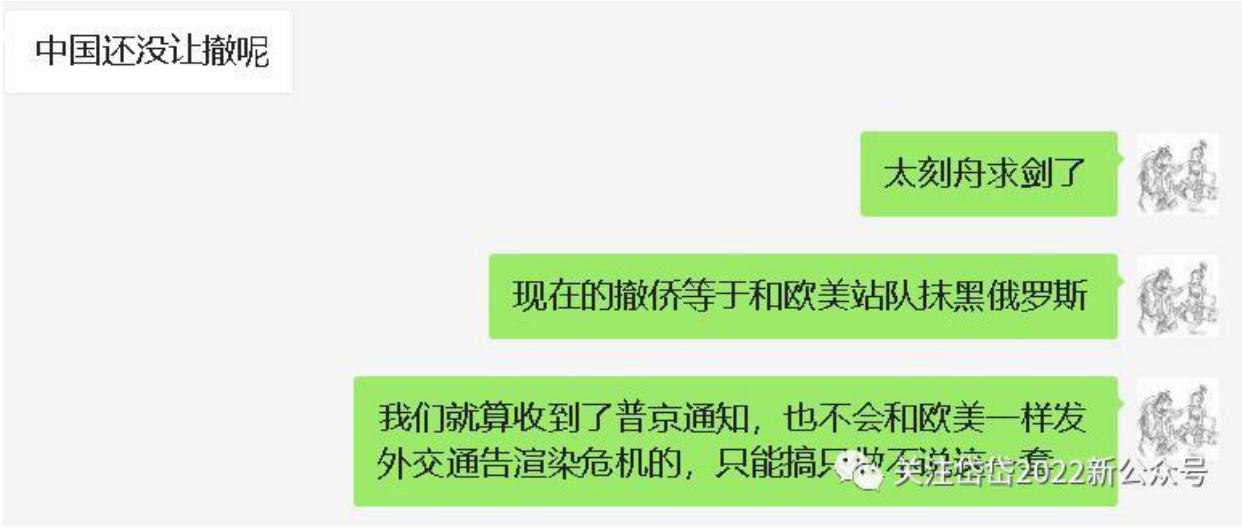 中国还没让撤呢
太刻舟求剑了
现在的撤侨等于和欧美站队抹黑俄罗斯
我们就算收到了普京通知，也不会和欧美一样发
外交通告渲染危机的，只能搞只做不说这一套
关注岱岱2022新公众号